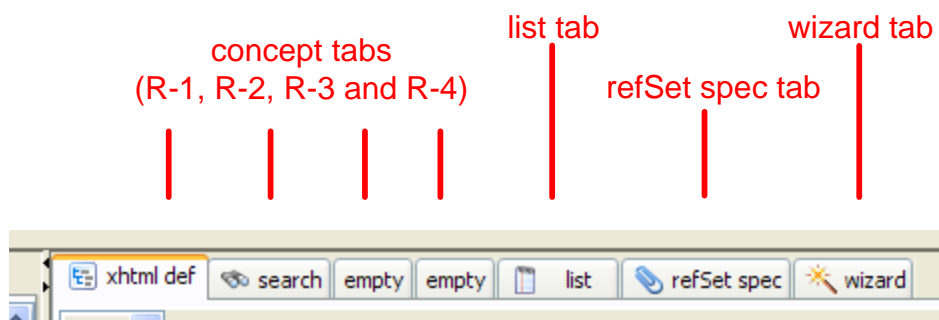 list tab
wizard tab
concept tabs
(R-1, R-2, R-3 and R-4)
refSet spec tab
xhtml def
search
empty
empty
list
refSet spec
wizard